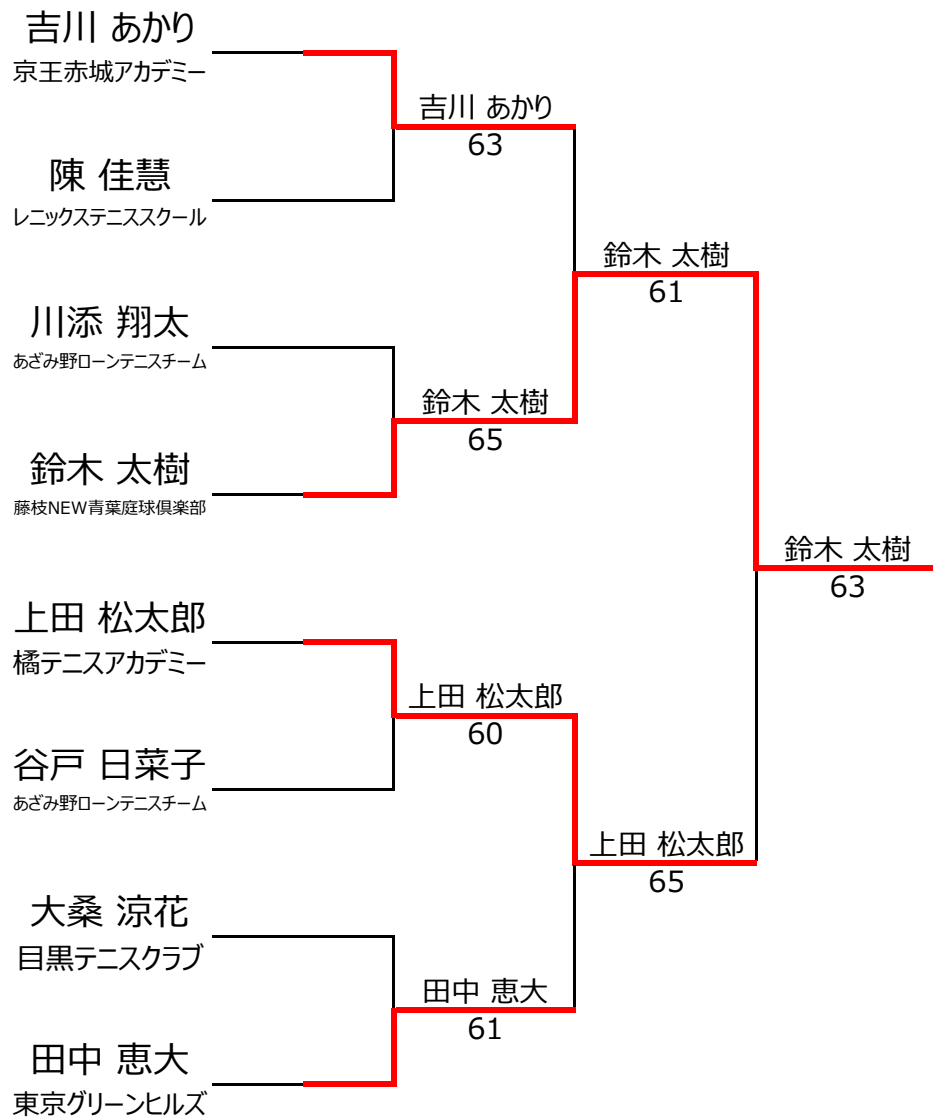 吉川 あかり
京王赤城アカデミー
吉川 あかり
63
陳 佳慧
レニックステニススクール
鈴木 太樹
61
川添 翔太
あざみ野ローンテニスチーム
鈴木 太樹
65
鈴木 太樹
藤枝NEW青葉庭球倶楽部
鈴木 太樹
63
上田 松太郎
橘テニスアカデミー
上田 松太郎
60
谷戸 日菜子
あざみ野ローンテニスチーム
上田 松太郎
65
大桑 涼花
目黒テニスクラブ
田中 恵大
61
田中 恵大
東京グリーンヒルズ